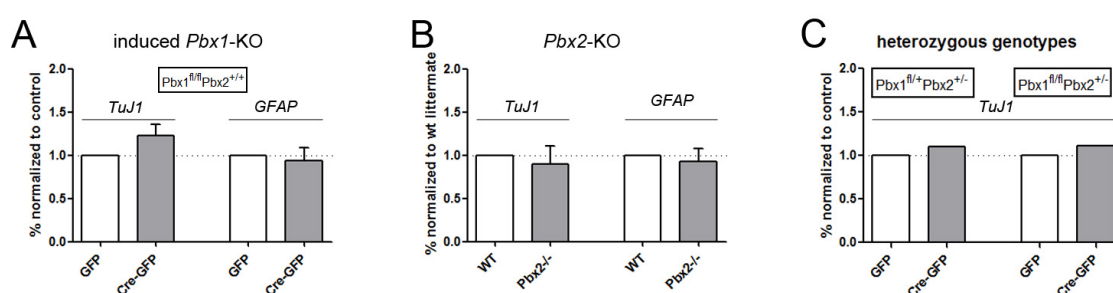 A
induced Pbx1-KO
Pbx1fl/flPbx2+/+
TuJ1
GFAP
% normalized to control
2.0
1.5
1.0
0.5
0.0
GFP
Cre-GFP
GFP
Cre-GFP
B
Pbx2-KO
TuJ1
GFAP
% normalized to wt littermate
2.0
1.5
1.0
0.5
0.0
WT
Pbx2-/-
WT
Pbx2-/-
C
heterozygous genotypes
Pbx1fl/+Pbx2+/-
Pbx1fl/flPbx2+/-
TuJ1
% normalized to control
2.0
1.5
1.0
0.5
0.0
GFP
Cre-GFP
GFP
Cre-GFP